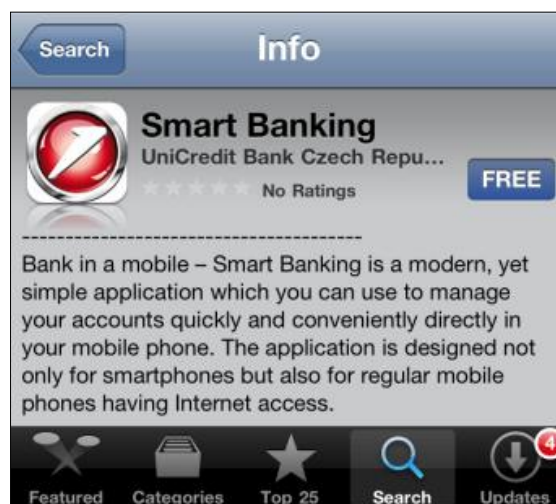 Search
Info
Smart Banking
UniCredit Bank Czech Repu...
No Ratings
FREE
----------------------------------------
Bank in a mobile – Smart Banking is a modern, yet
simple application which you can use to manage
your accounts quickly and conveniently directly in
your mobile phone. The application is designed not
only for smartphones but also for regular mobile
phones having Internet access.
4
Featured Categories Top 25 Search Updates